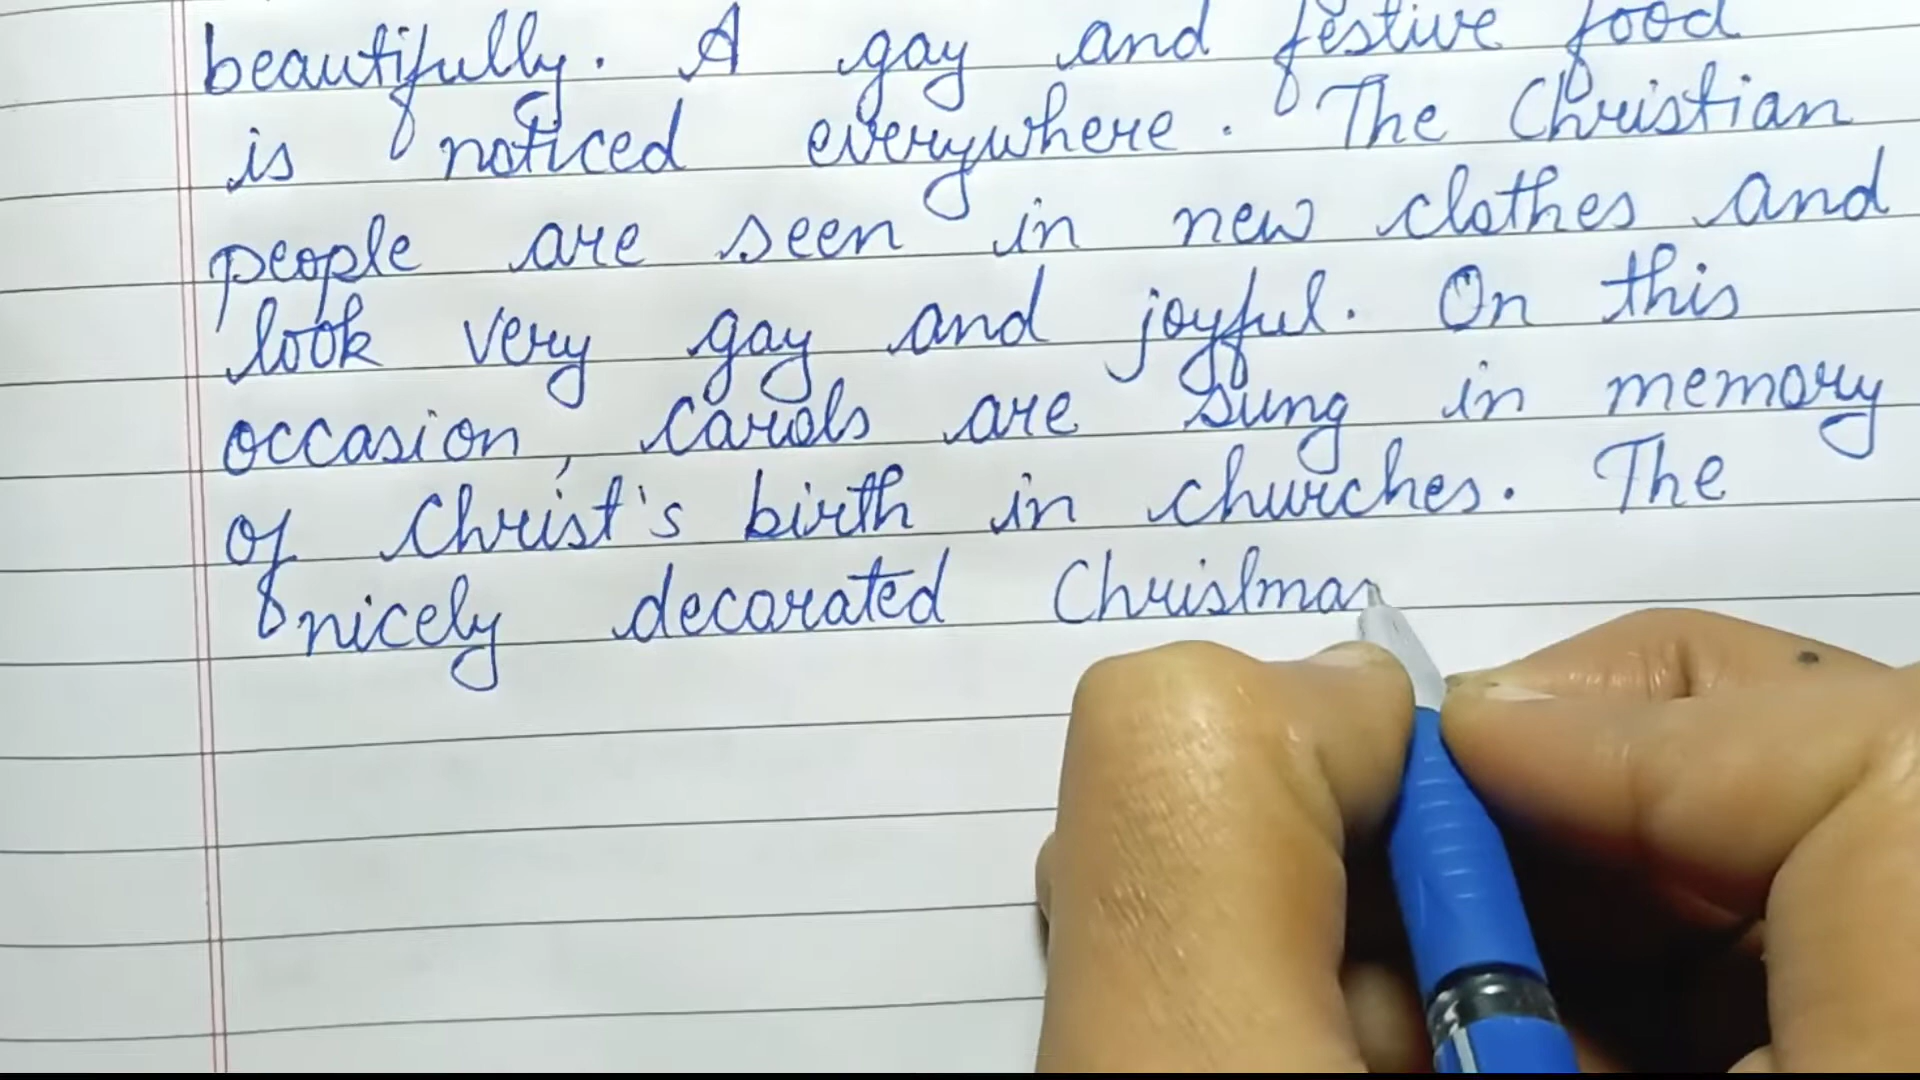 beautifully. A gay and festive food
is noticed everywhere. The Christian
people are seen in new clothes and
look very gay and joyful. On this
occasion, carols are sung in memory
of Christ's birth in churches. The
nicely decorated Christmas